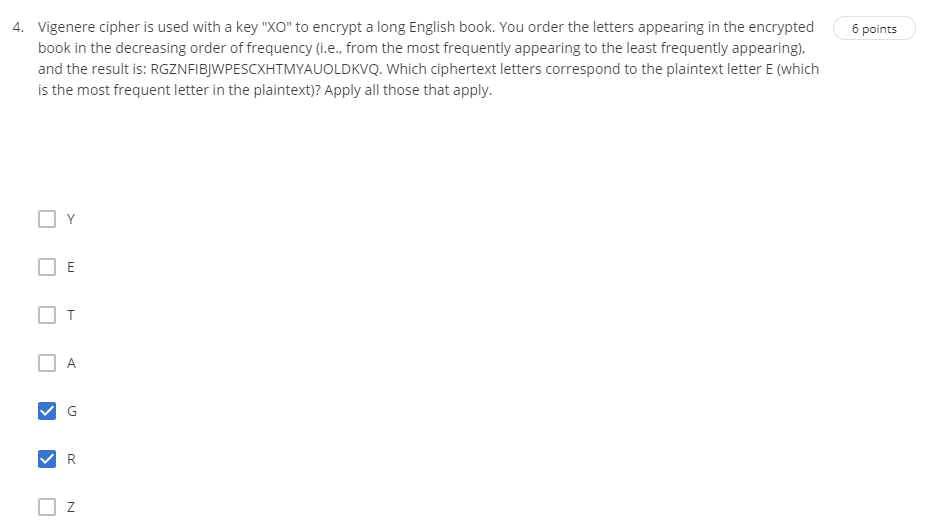 4. Vigenere cipher is used with a key "XO" to encrypt a long English book. You order the letters appearing in the encrypted
6 points
book in the decreasing order of frequency (i.e., from the most frequently appearing to the least frequently appearing),
and the result is: RGZNFIBJWPESCXHTMYAUOLDKVQ. Which ciphertext letters correspond to the plaintext letter E (which
is the most frequent letter in the plaintext)? Apply all those that apply.
Y
E
T
A
G
R
Z